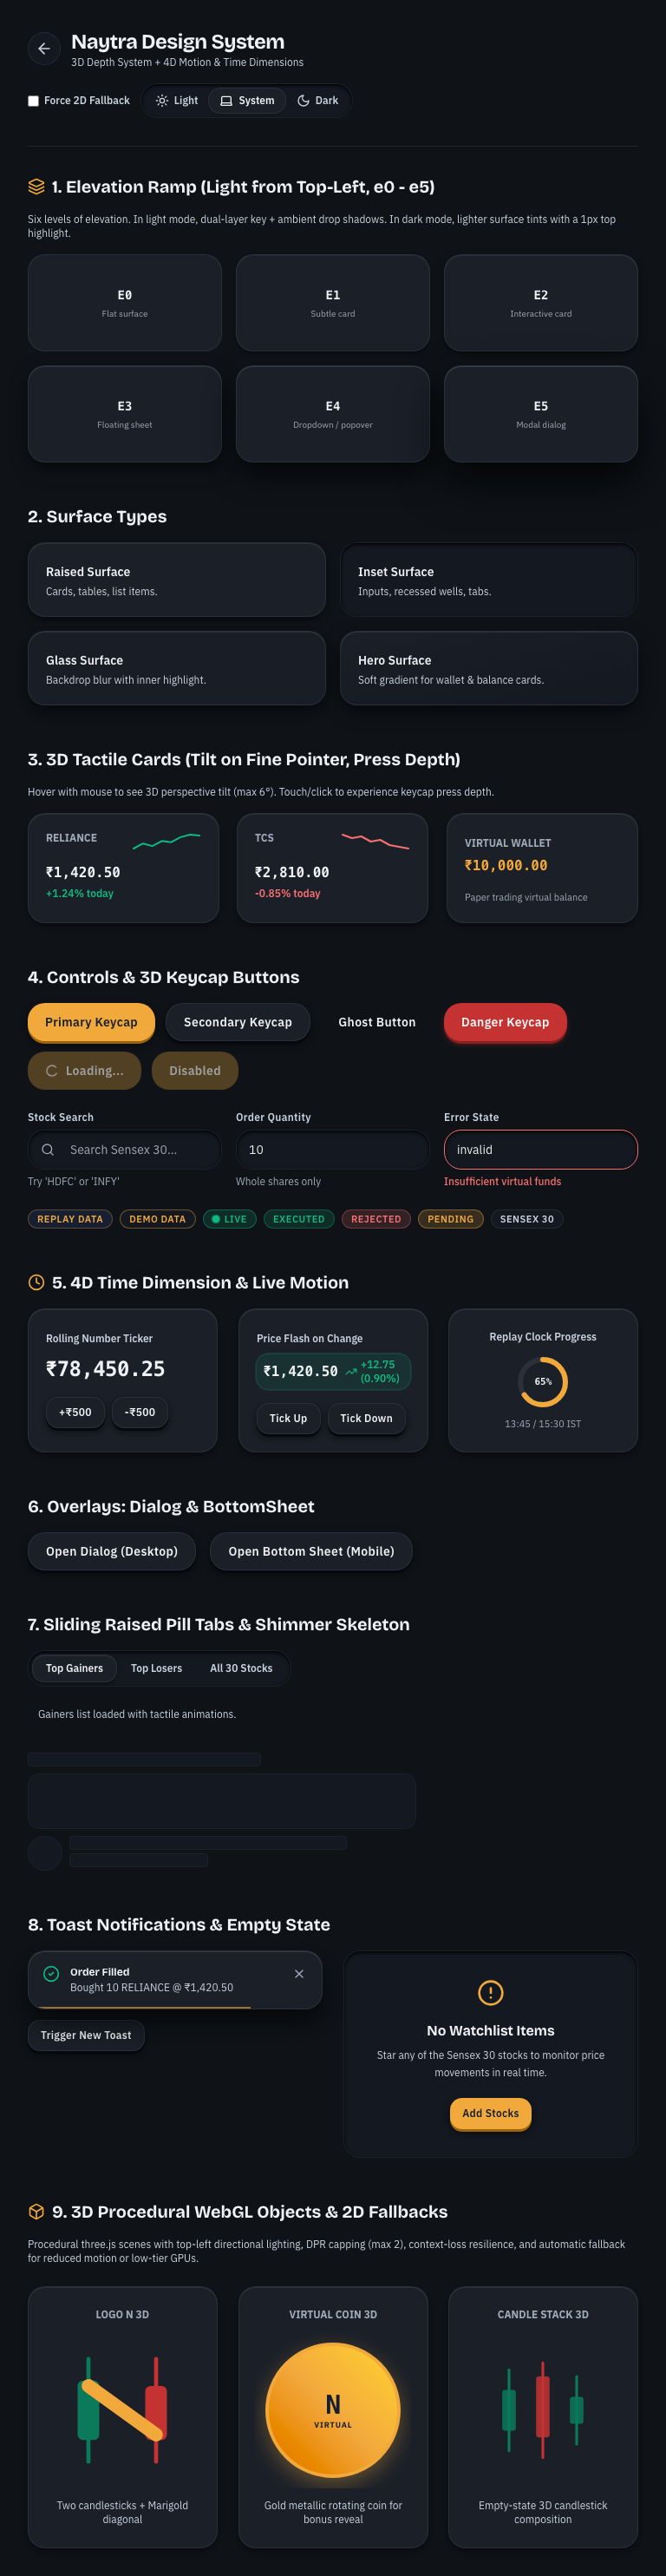 Naytra Design System
3D Depth System + 4D Motion & Time Dimensions
Force 2D Fallback
Light
System
Dark
1. Elevation Ramp (Light from Top-Left, e0 - e5)
Six levels of elevation. In light mode, dual-layer key + ambient drop shadows. In dark mode, lighter surface tints with a 1px top
highlight.
E0
Flat surface
E1
Subtle card
E2
Interactive card
E3
Floating sheet
E4
Dropdown / popover
E5
Modal dialog
2. Surface Types
Raised Surface
Cards, tables, list items.
Inset Surface
Inputs, recessed wells, tabs.
Glass Surface
Backdrop blur with inner highlight.
Hero Surface
Soft gradient for wallet & balance cards.
3. 3D Tactile Cards (Tilt on Fine Pointer, Press Depth)
Hover with mouse to see 3D perspective tilt (max 6°). Touch/click to experience keycap press depth.
RELIANCE
₹1,420.50
+1.24% today
TCS
₹2,810.00
-0.85% today
VIRTUAL WALLET
₹10,000.00
Paper trading virtual balance
4. Controls & 3D Keycap Buttons
Primary Keycap
Secondary Keycap
Ghost Button
Danger Keycap
Loading...
Disabled
Stock Search
Search Sensex 30...
Try 'HDFC' or 'INFY'
Order Quantity
10
Whole shares only
Error State
invalid
Insufficient virtual funds
REPLAY DATA
DEMO DATA
LIVE
EXECUTED
REJECTED
PENDING
SENSEX 30
5. 4D Time Dimension & Live Motion
Rolling Number Ticker
₹78,450.25
+₹500
-₹500
Price Flash on Change
₹1,420.50
+12.75
(0.90%)
Tick Up
Tick Down
Replay Clock Progress
65%
13:45 / 15:30 IST
6. Overlays: Dialog & BottomSheet
Open Dialog (Desktop)
Open Bottom Sheet (Mobile)
7. Sliding Raised Pill Tabs & Shimmer Skeleton
Top Gainers
Top Losers
All 30 Stocks
Gainers list loaded with tactile animations.
8. Toast Notifications & Empty State
Order Filled
Bought 10 RELIANCE @ ₹1,420.50
Trigger New Toast
No Watchlist Items
Star any of the Sensex 30 stocks to monitor price
movements in real time.
Add Stocks
9. 3D Procedural WebGL Objects & 2D Fallbacks
Procedural three.js scenes with top-left directional lighting, DPR capping (max 2), context-loss resilience, and automatic fallback
for reduced motion or low-tier GPUs.
LOGO N 3D
Two candlesticks + Marigold
diagonal
VIRTUAL COIN 3D
N
VIRTUAL
Gold metallic rotating coin for
bonus reveal
CANDLE STACK 3D
Empty-state 3D candlestick
composition